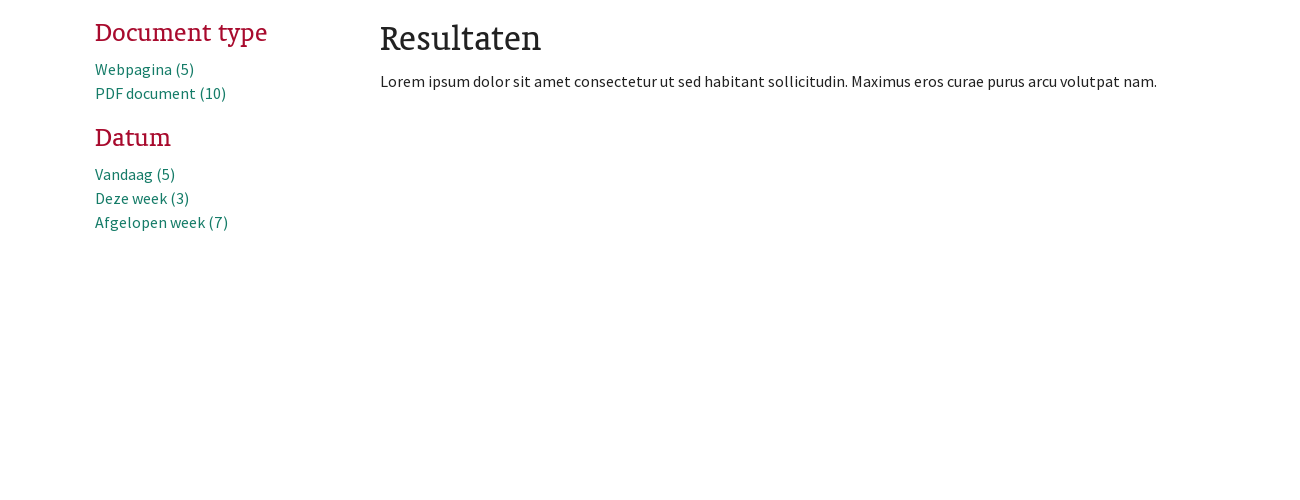 Document type
Webpagina (5)
PDF document (10)
Datum
Vandaag (5)
Deze week (3)
Afgelopen week (7)
Resultaten
Lorem ipsum dolor sit amet consectetur ut sed habitant sollicitudin. Maximus eros curae purus arcu volutpat nam.